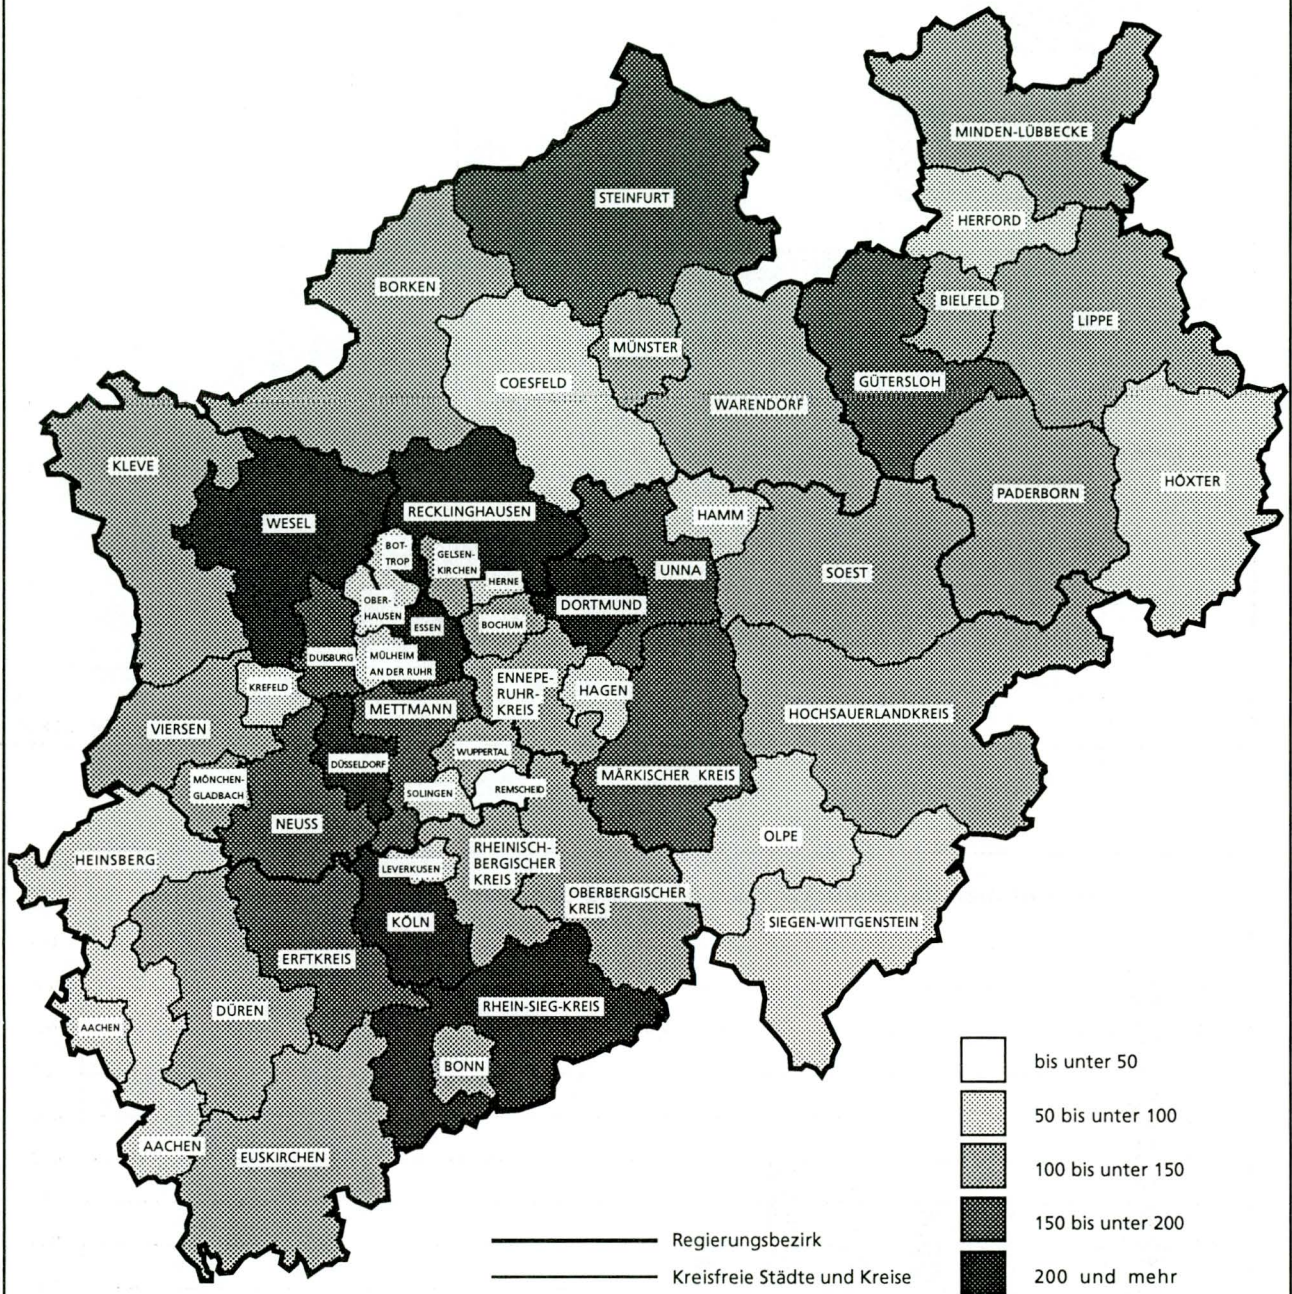 MINDEN-LÜBBECKE
STEINFURT
HERFORD
BORKEN
BIELFELD
LIPPE
MÜNSTER
COESFELD
GÜTERSLOH
WARENDORF
KLEVE
HÖXTER
PADERBORN
WESEL
RECKLINGHAUSEN
HAMM
BOT-
TROP
GELSEN-
KIRCHEN
UNNA
SOEST
HERNE
OBER-
HAUSEN
DORTMUND
ESSEN
BOCHUM
DUISBURG
MÜLHEIM
AN DER RUHR
KREFELD
ENNEPE-
RUHR-
KREIS
HAGEN
METTMANN
HOCHSAUERLANDKREIS
VIERSEN
WUPPERTAL
DÜSSELDORF
MÄRKISCHER KREIS
MÖNCHEN-
GLADBACH
SOLINGEN
REMSCHEID
NEUSS
OLPE
HEINSBERG
LEVERKUSEN
RHEINISCH-
BERGISCHER
KREIS
OBERBERGISCHER
KREIS
KÖLN
SIEGEN-WITTGENSTEIN
ERFTKREIS
DÜREN
RHEIN-SIEG-KREIS
AACHEN
BONN
AACHEN
EUSKIRCHEN
bis unter 50
50 bis unter 100
100 bis unter 150
150 bis unter 200
200 und mehr
Regierungsbezirk
Kreisfreie Städte und Kreise